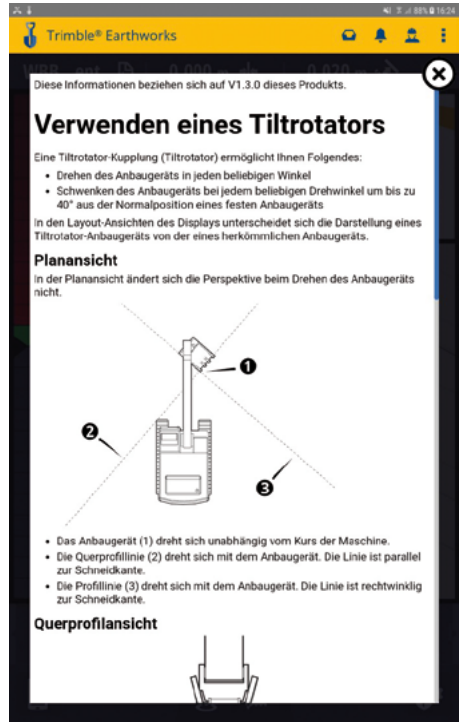 88% 16:24
Trimble® Earthworks
Diese Informationen beziehen sich auf V1.3.0 dieses Produkts.
Verwenden eines Tiltrotators
Eine Tiltrotator-Kupplung (Tiltrotator) ermöglicht Ihnen Folgendes:
• Drehen des Anbaugeräts in jeden beliebigen Winkel
• Schwenken des Anbaugeräts bei jedem beliebigen Drehwinkel um bis zu
40° aus der Normalposition eines festen Anbaugeräts
In den Layout-Ansichten des Displays unterscheidet sich die Darstellung eines
Tiltrotator-Anbaugeräts von der eines herkömmlichen Anbaugeräts.
Planansicht
In der Planansicht ändert sich die Perspektive beim Drehen des Anbaugeräts
nicht.
1
2
3
• Das Anbaugerät (1) dreht sich unabhängig vom Kurs der Maschine.
• Die Querprofillinie (2) dreht sich mit dem Anbaugerät. Die Linie ist parallel
zur Schneidkante.
• Die Profillinie (3) dreht sich mit dem Anbaugerät. Die Linie ist rechtwinklig
zur Schneidkante.
Querprofilansicht